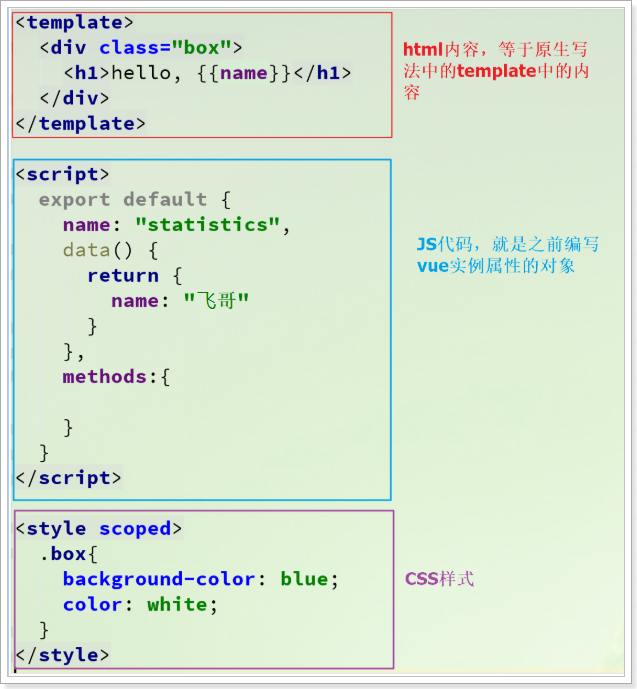 <template>
  <div class="box">
    <h1>hello, {{name}}</h1>
  </div>
</template>
html内容，等于原生写
法中的template中的内
容
<script>
  export default {
    name: "statistics",
    data() {
      return {
        name: "飞哥"
      }
    },
    methods:{
    }
  }
</script>
JS代码，就是之前编写
vue实例属性的对象
<style scoped>
  .box{
    background-color: blue;
    color: white;
  }
</style>
CSS样式